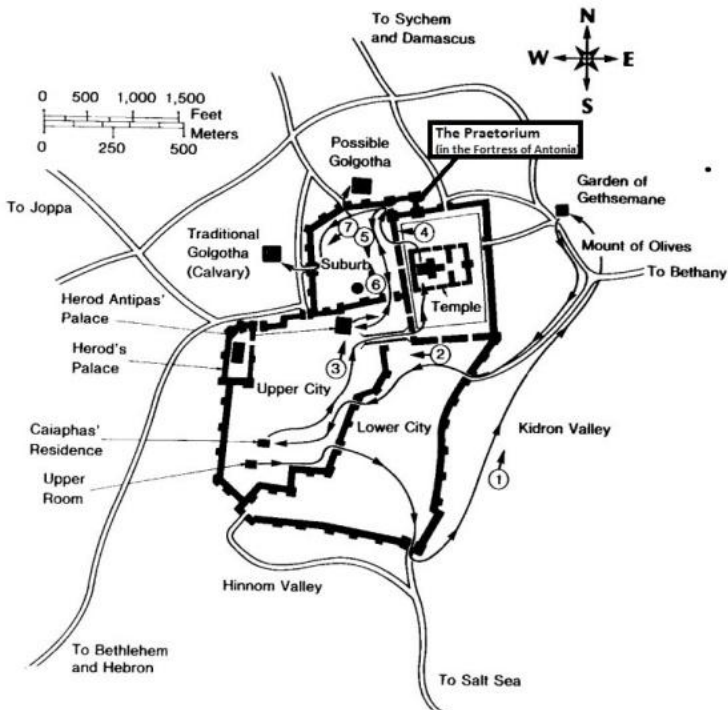 To Sychem
and Damascus
N
W
E
S
0 500 1,000 1,500
Feet
Meters
0 250 500
The Praetorium
(in the Fortress of Antonia)
Possible
Golgotha
Garden of
Gethsemane
To Joppa
7
5
4
Mount of Olives
Traditional
Golgotha
(Calvary)
Suburb
To Bethany
6
Temple
Herod Antipas'
Palace
2
Herod's
Palace
3
Upper City
Caiaphas'
Residence
Lower City
Kidron Valley
Upper
Room
1
Hinnom Valley
To Bethlehem
and Hebron
To Salt Sea